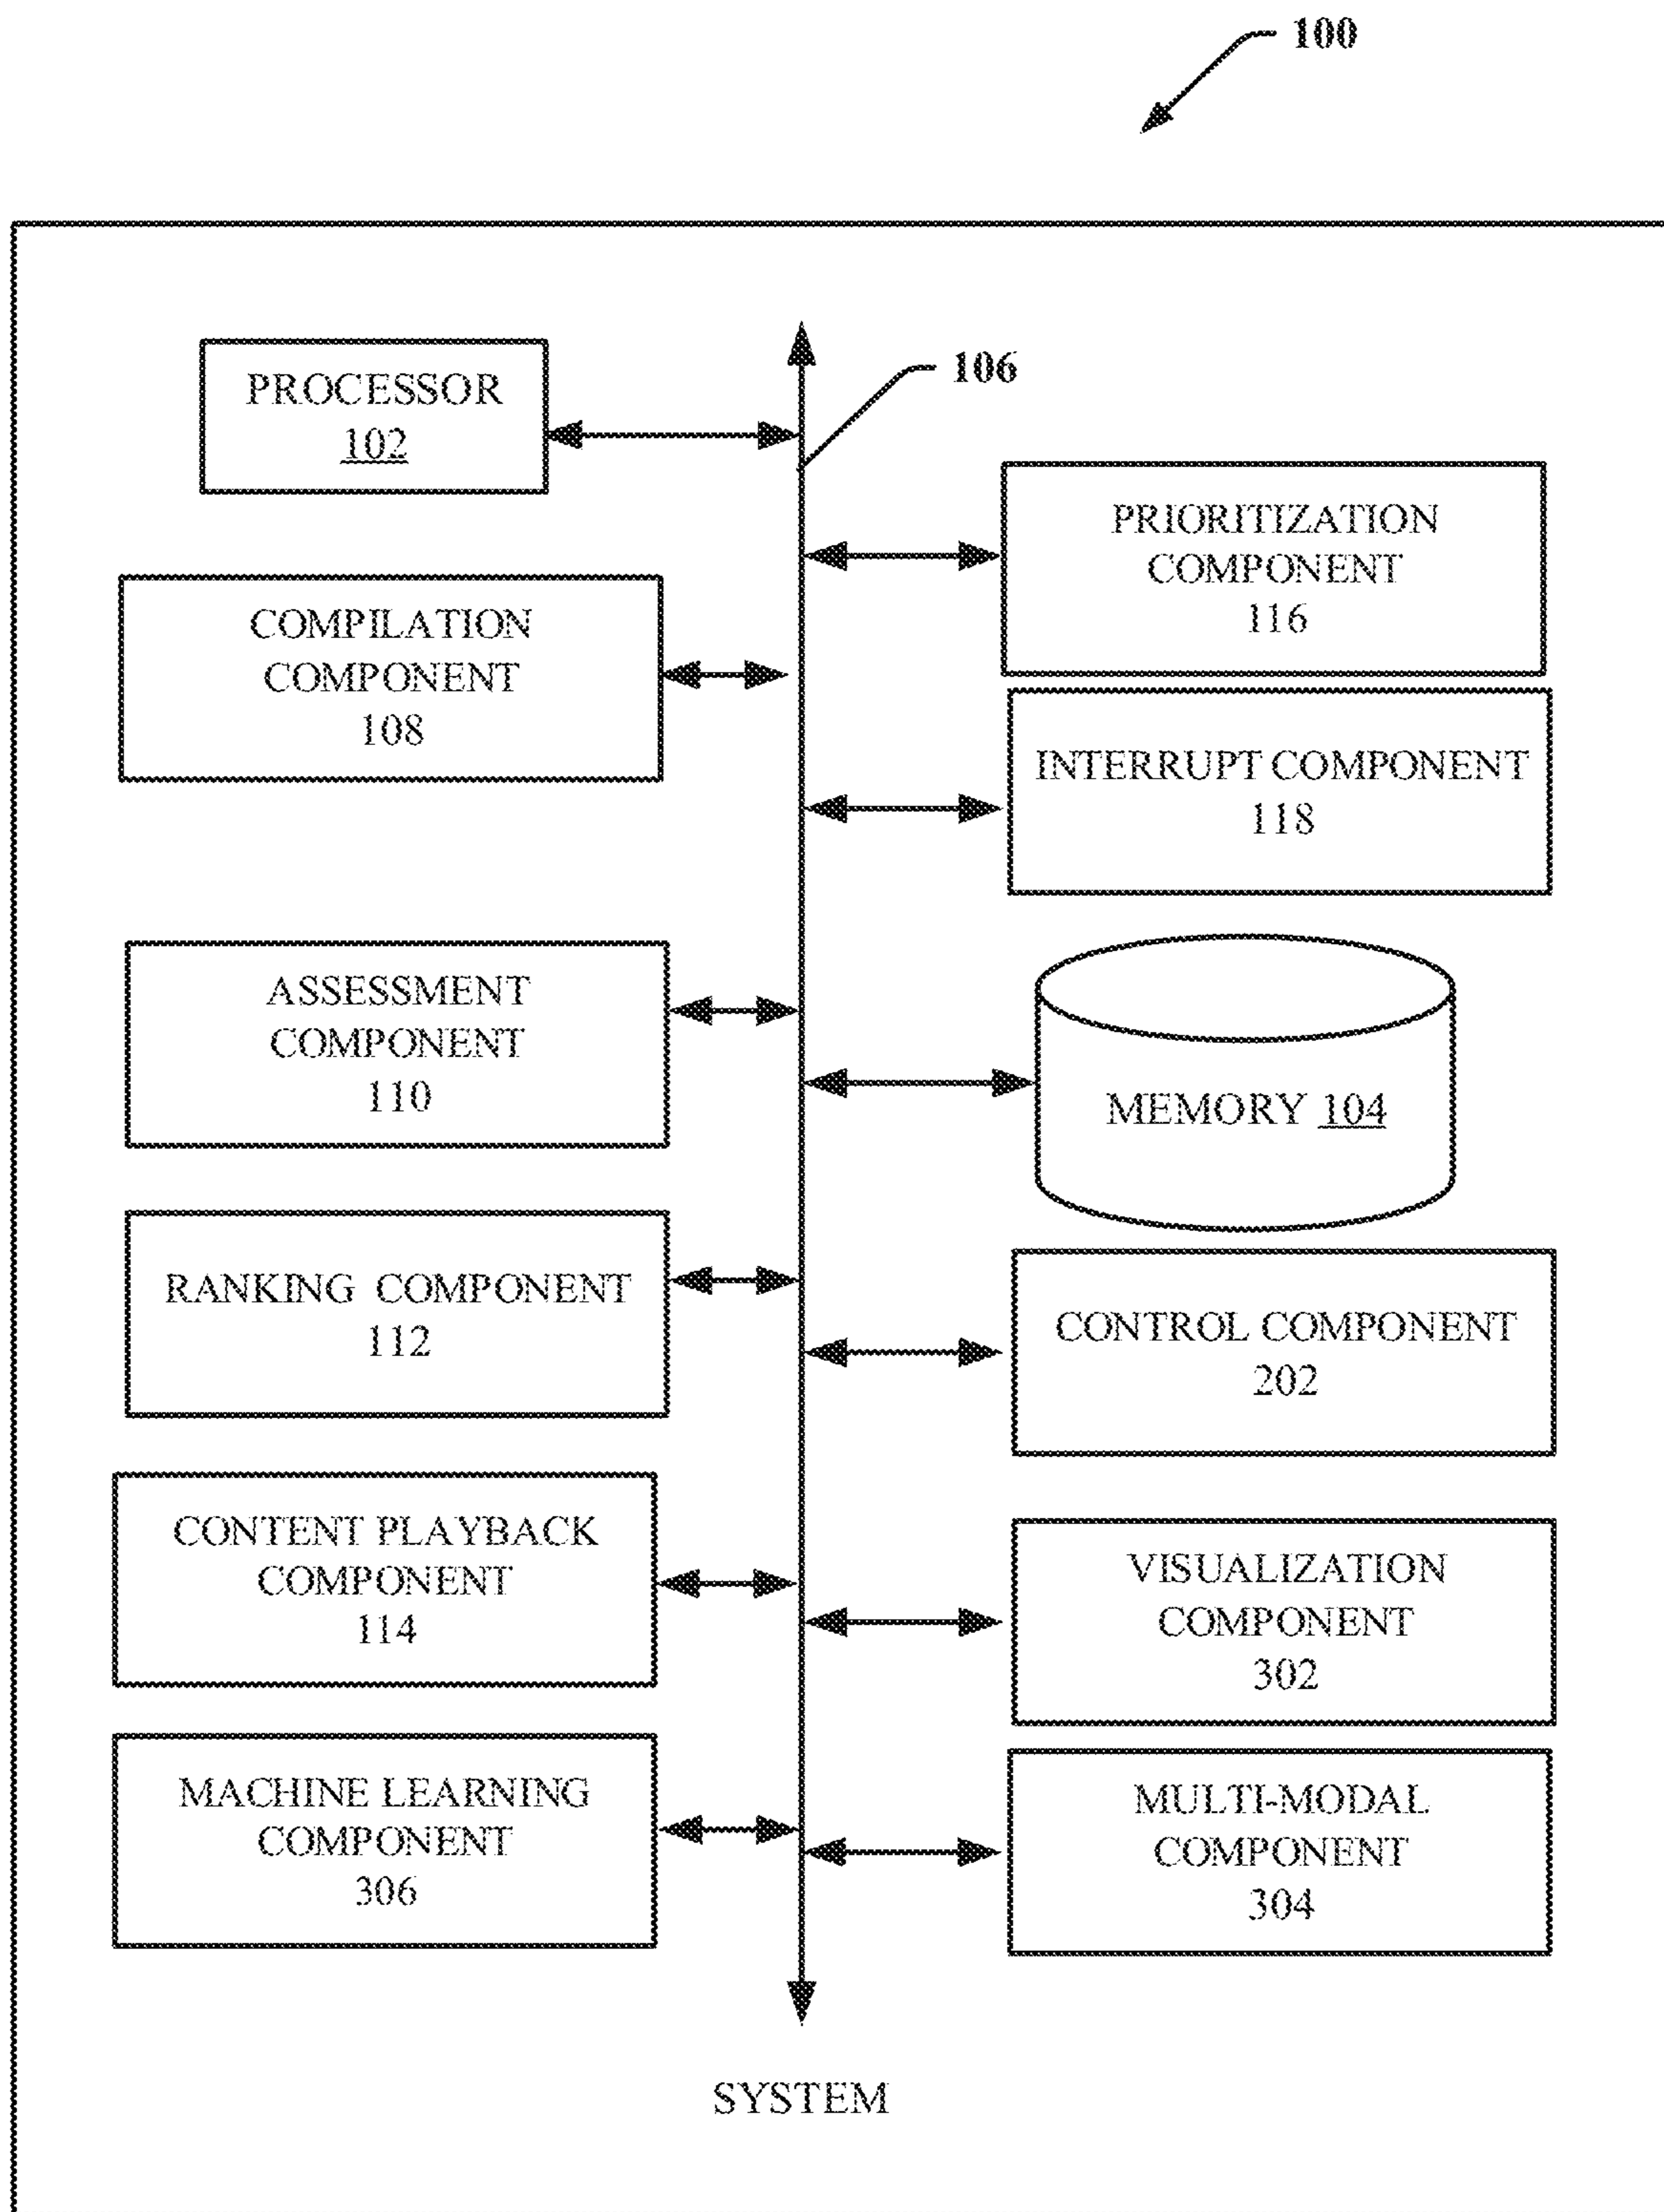 100
PROCESSOR
102
106
PRIORITIZATION
COMPONENT
116
COMPILATION
COMPONENT
108
INTERRUPT COMPONENT
118
ASSESSMENT
COMPONENT
110
MEMORY 104
RANKING COMPONENT
112
CONTROL COMPONENT
202
CONTENT PLAYBACK
COMPONENT
114
VISUALIZATION
COMPONENT
302
MACHINE LEARNING
COMPONENT
306
MULTI-MODAL
COMPONENT
304
SYSTEM